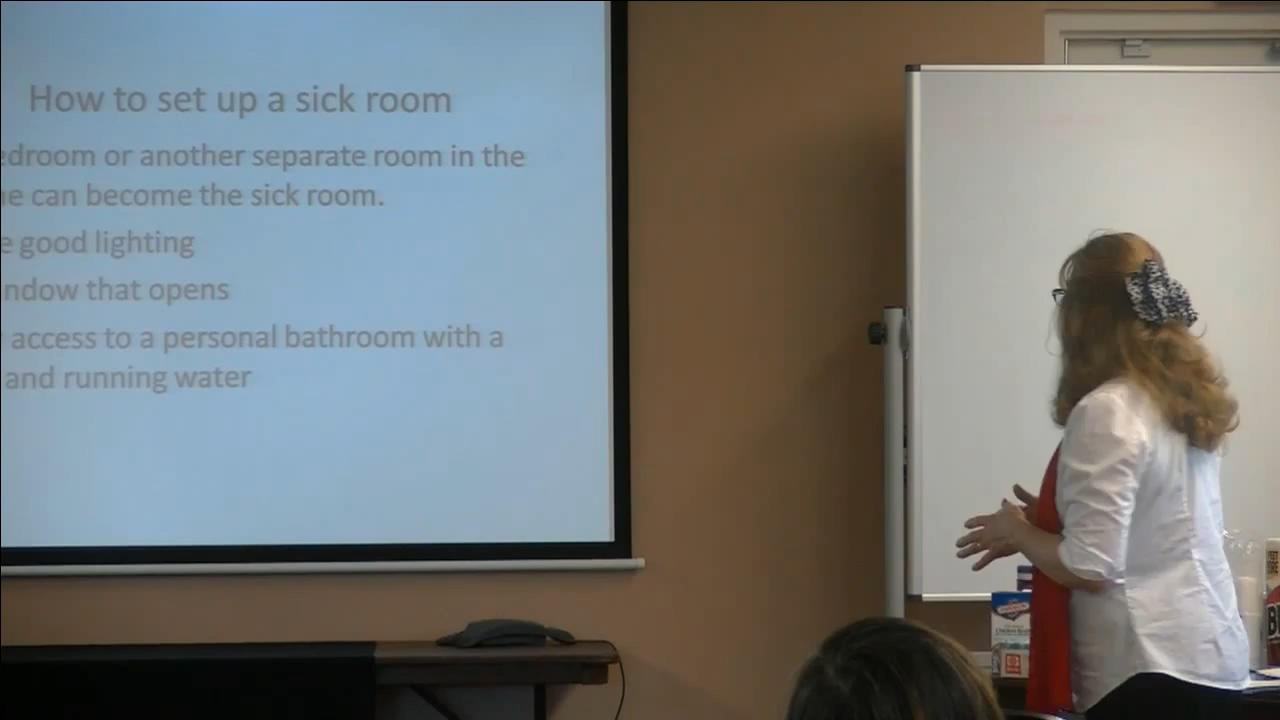 How to set up a sick room
edroom or another separate room in the
e can become the sick room.
e good lighting
ndow that opens
access to a personal bathroom with a
and running water